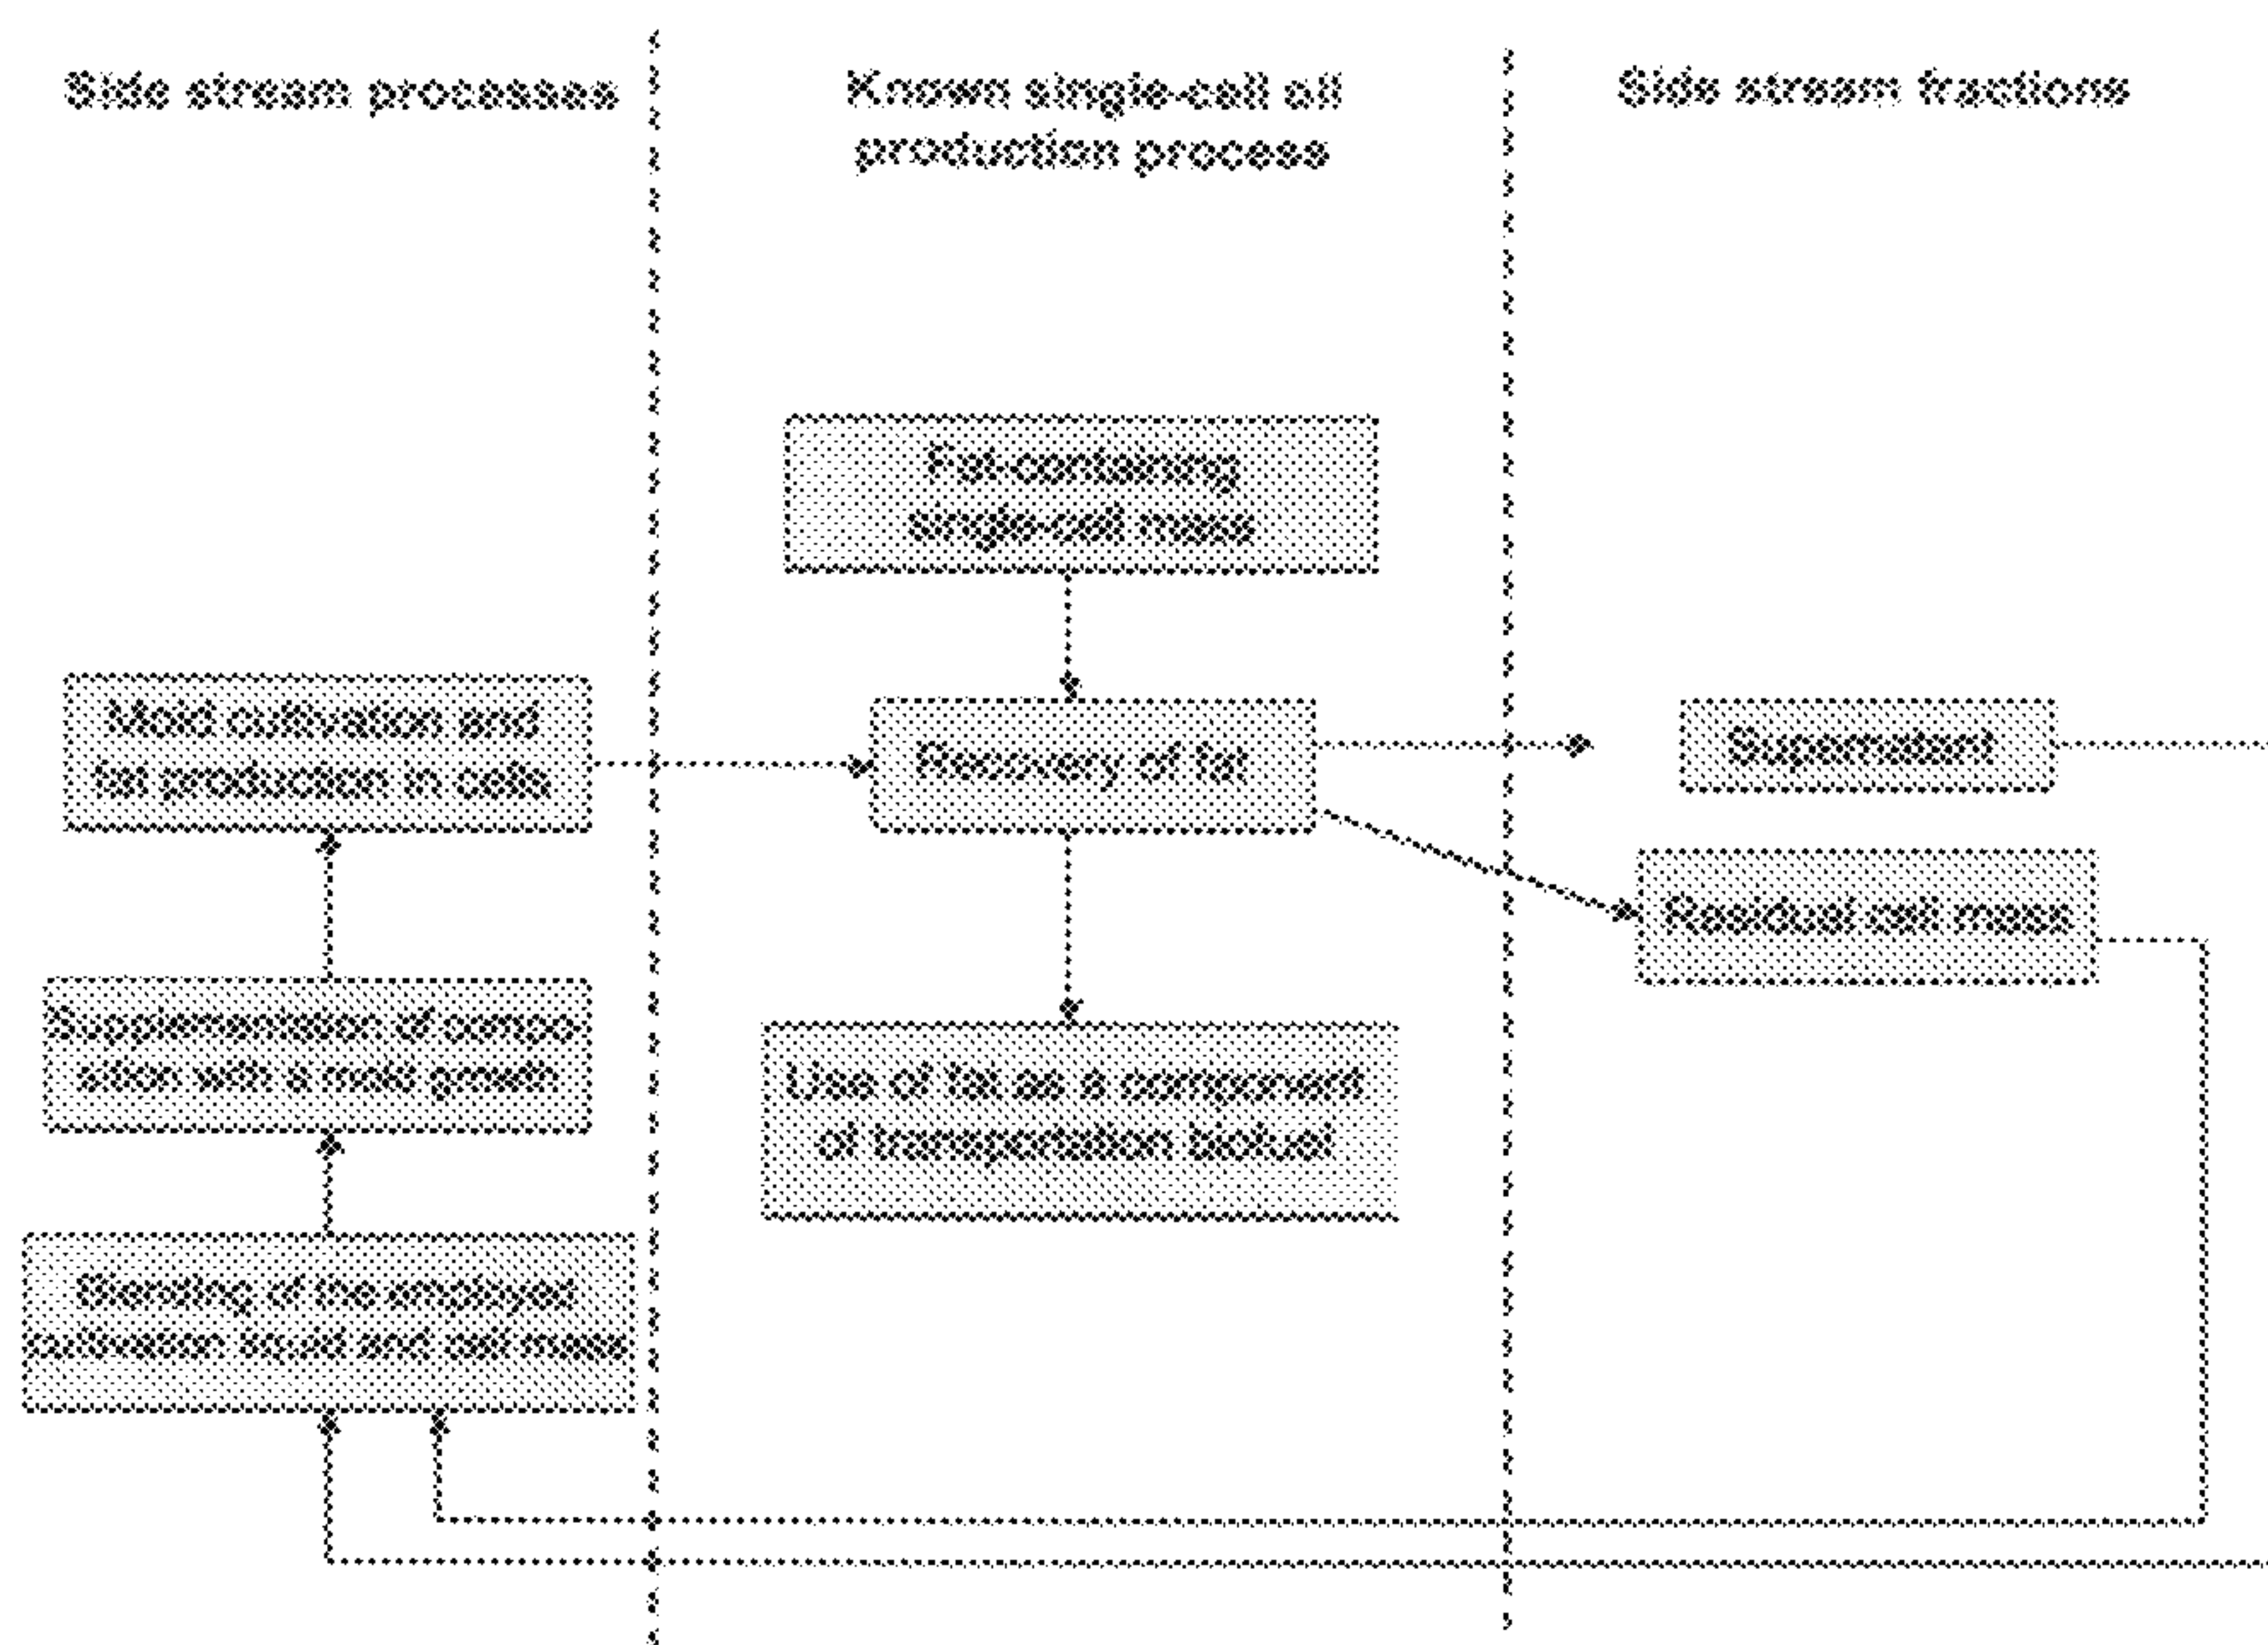 Side stream processes
Known single-cell oil
production process
Side stream fractions
Fat-containing
single-cell mass
Mold cultivation and
fat production in cells
Recovery of fat
Supernatant
Residual cell mass
Supplementation of compo-
sition with a mold growth
Use of fat as a component
of transportation biofuel
Blending of the employed
cultivation liquid and cell mass